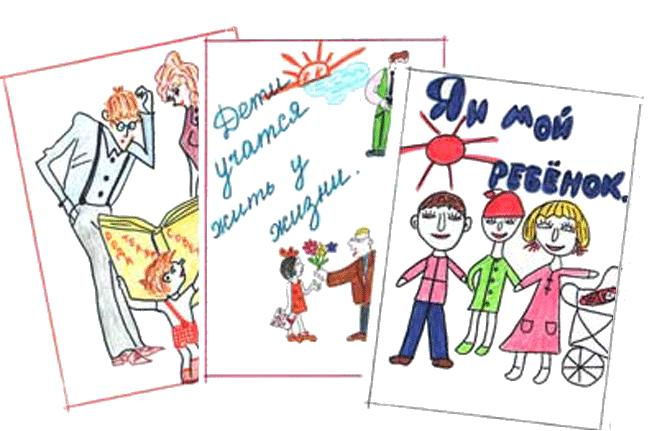 Дети
учатся
жить у
жизни.
Я и мой
РЕБЁНОК.